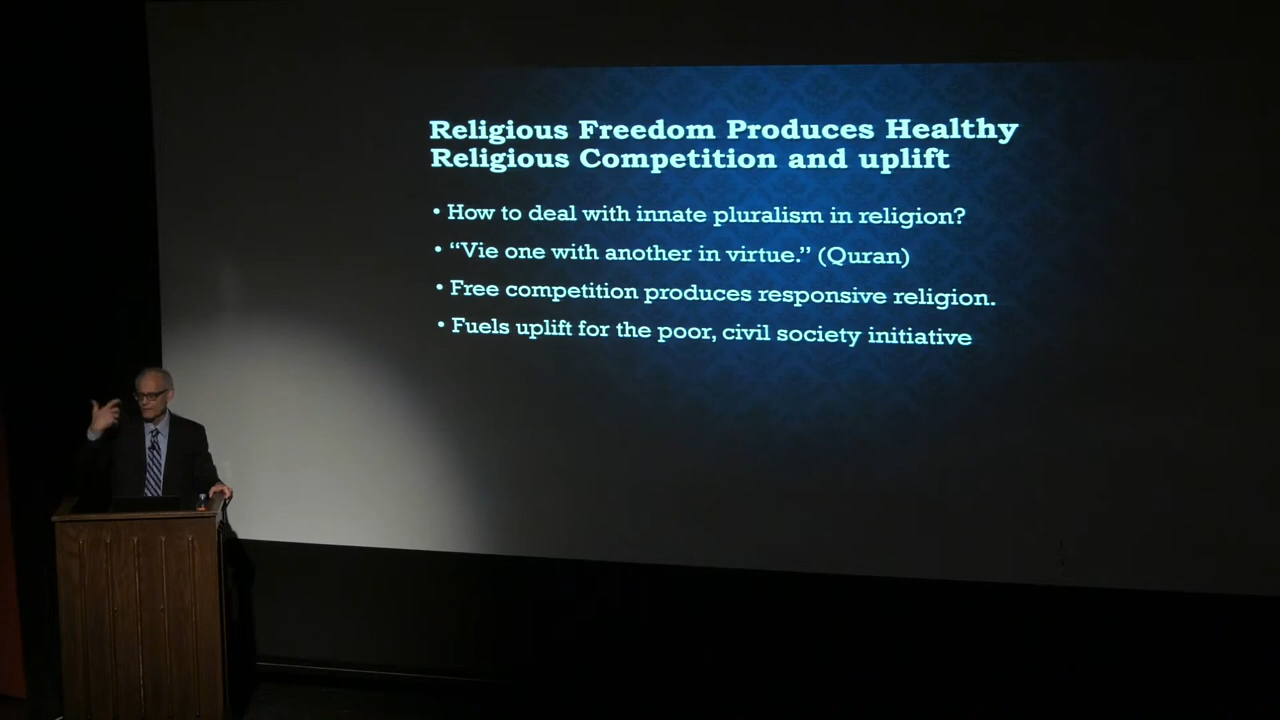 Religious Freedom Produces Healthy
Religious Competition and uplift
• How to deal with innate pluralism in religion?
• “Vie one with another in virtue.” (Quran)
• Free competition produces responsive religion.
• Fuels uplift for the poor, civil society initiative